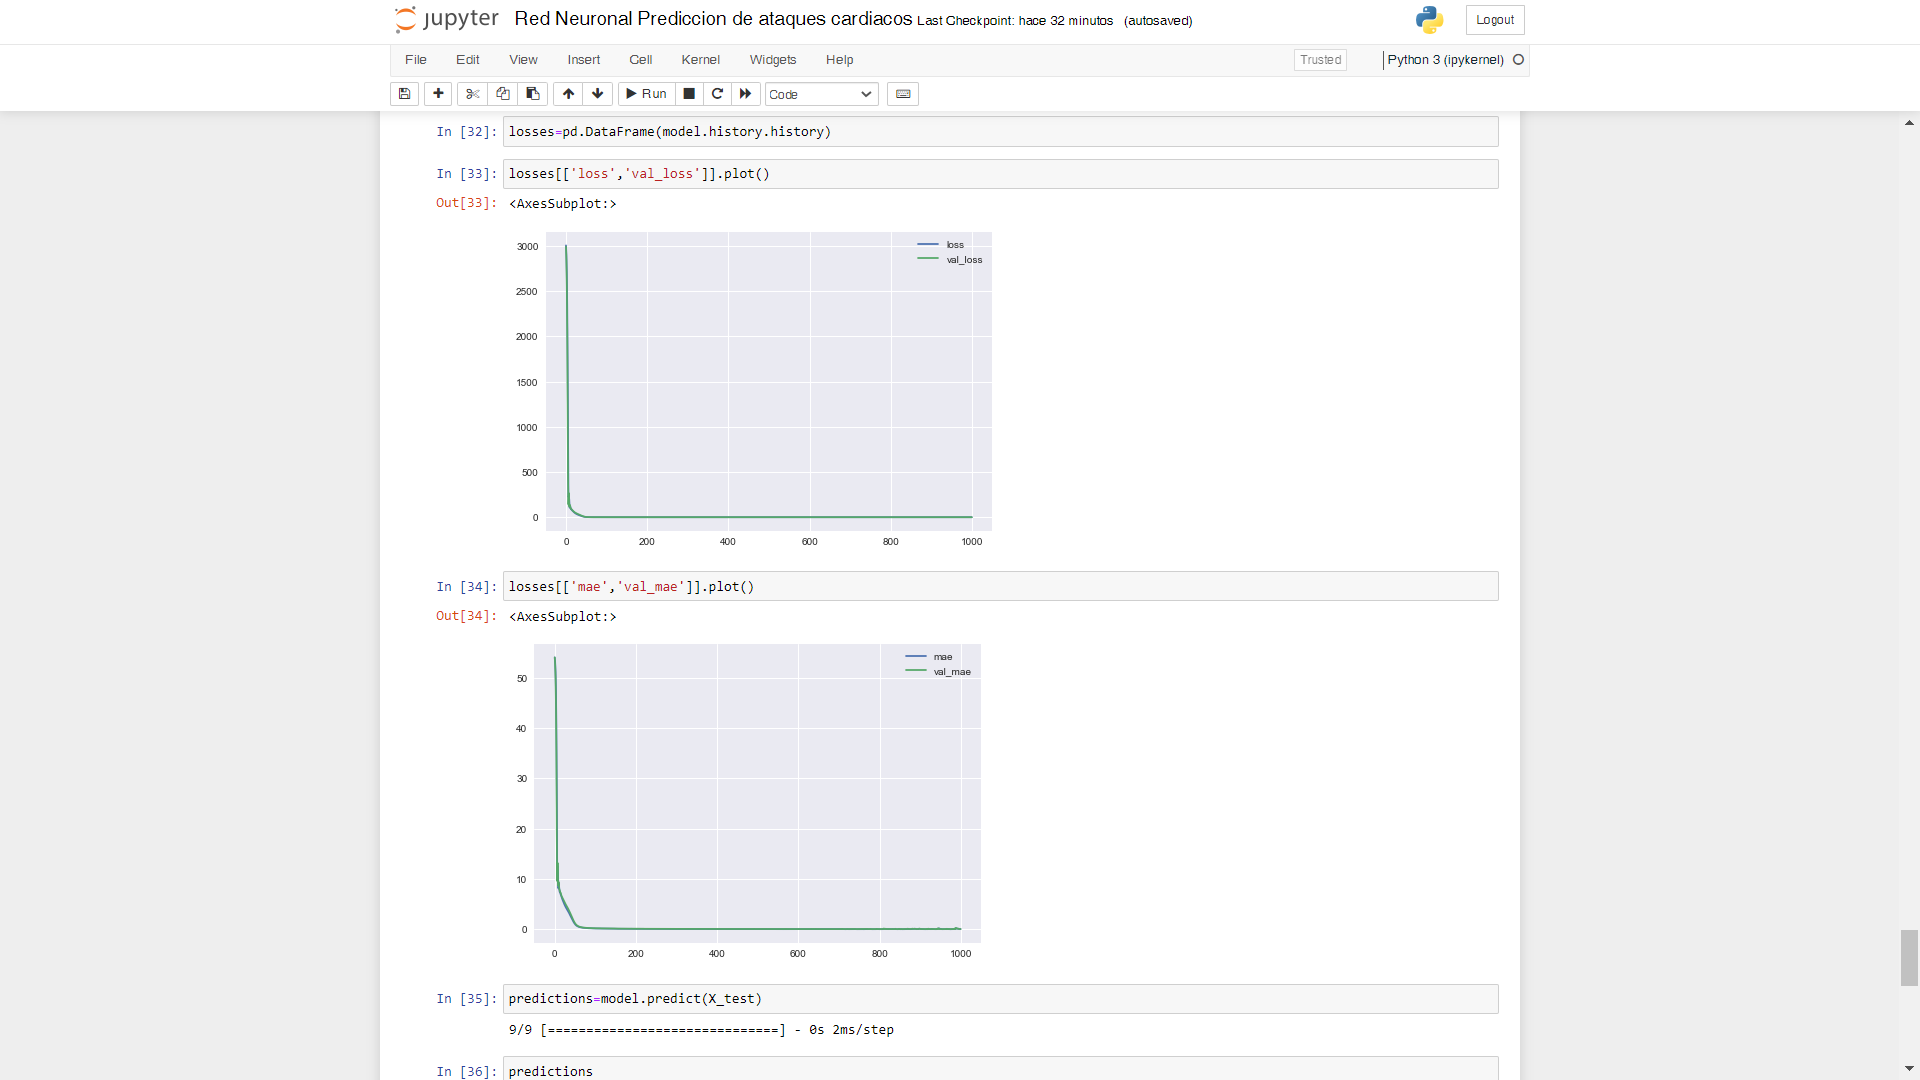 jupyter Red Neuronal Prediccion de ataques cardiacos Last Checkpoint: hace 32 minutos (autosaved)
Logout
File Edit View Insert Cell Kernel Widgets Help
Trusted
Python 3 (ipykernel)
Run
Code
In [32]: losses=pd.DataFrame(model.history.history)
In [33]: losses[['loss','val_loss']].plot()
Out[33]: <AxesSubplot:>
loss
val_loss
3000
2500
2000
1500
1000
500
0
0 200 400 600 800 1000
In [34]: losses[['mae','val_mae']].plot()
Out[34]: <AxesSubplot:>
mae
val_mae
50
40
30
20
10
0
0 200 400 600 800 1000
In [35]: predictions=model.predict(X_test)
9/9 [==============================] - 0s 2ms/step
In [36]: predictions